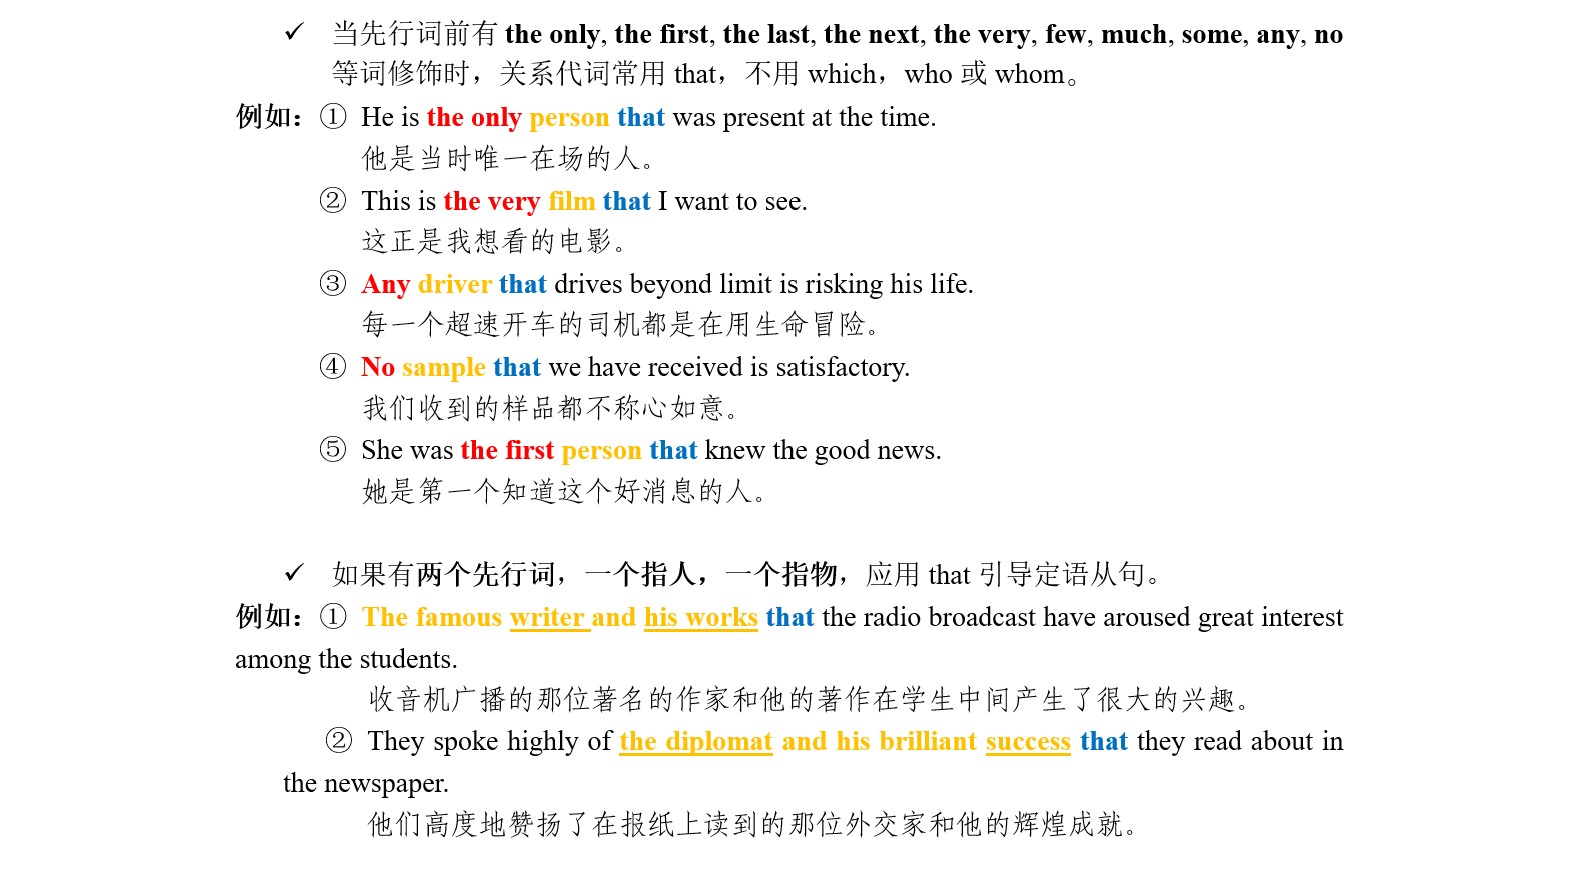 ✓ 当先行词前有 the only, the first, the last, the next, the very, few, much, some, any, no
等词修饰时，关系代词常用 that，不用 which，who 或 whom。
例如：① He is the only person that was present at the time.
他是当时唯一在场的人。
② This is the very film that I want to see.
这正是我想看的电影。
③ Any driver that drives beyond limit is risking his life.
每一个超速开车的司机都是在用生命冒险。
④ No sample that we have received is satisfactory.
我们收到的样品都不称心如意。
⑤ She was the first person that knew the good news.
她是第一个知道这个好消息的人。
✓ 如果有两个先行词，一个指人，一个指物，应用 that 引导定语从句。
例如：① The famous writer and his works that the radio broadcast have aroused great interest
among the students.
收音机广播的那位著名的作家和他的著作在学生中间产生了很大的兴趣。
② They spoke highly of the diplomat and his brilliant success that they read about in
the newspaper.
他们高度地赞扬了在报纸上读到的那位外交家和他的辉煌成就。